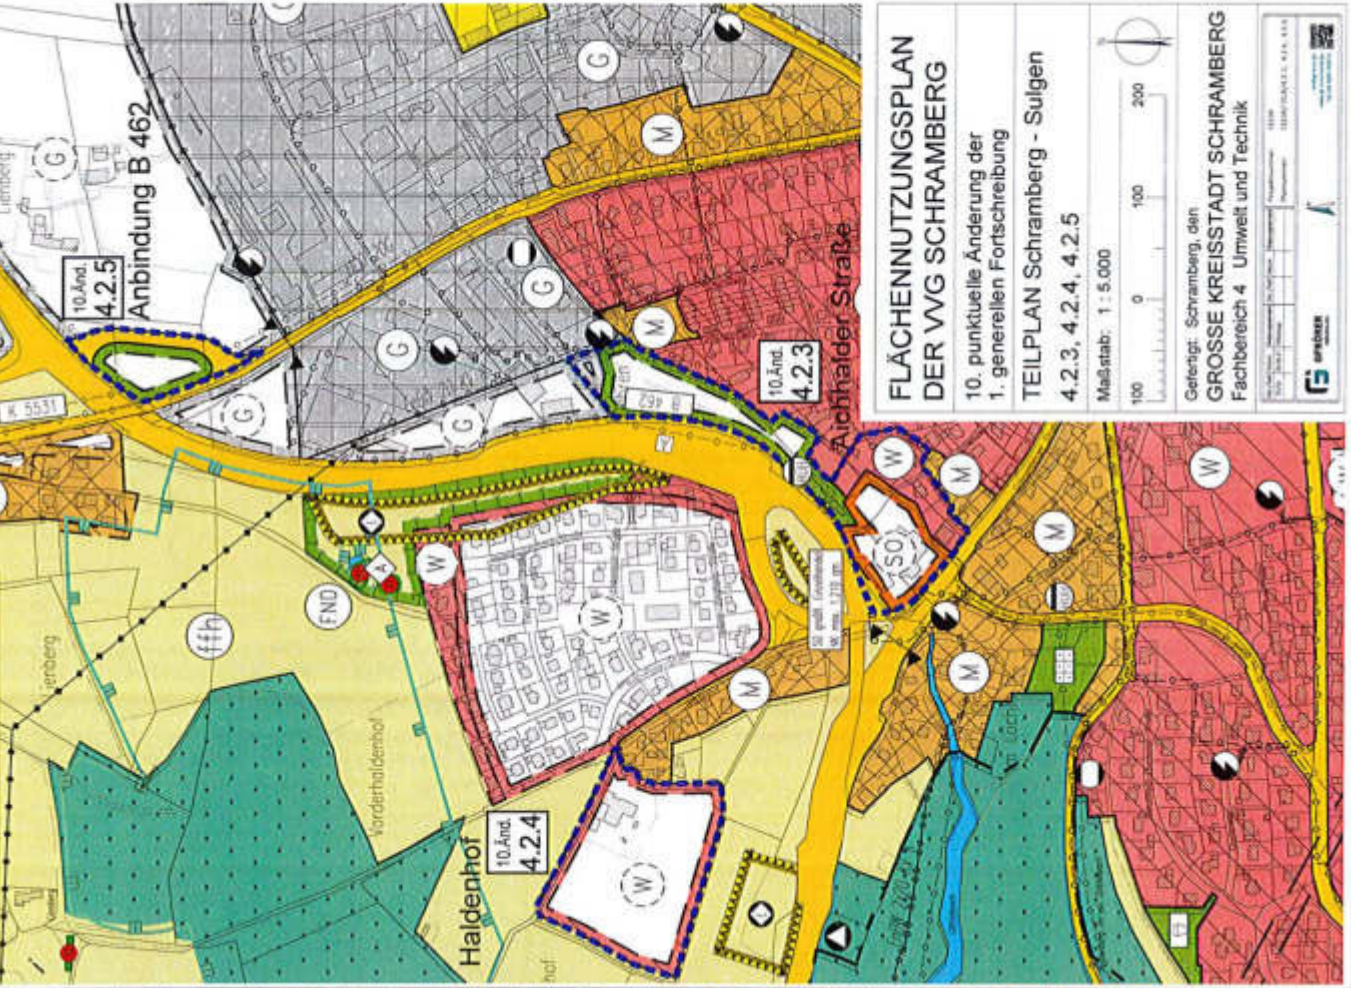 FLÄCHENNUTZUNGSPLAN
DER VVG SCHRAMBERG
10. punktuelle Änderung der
1. generellen Fortschreibung
TEILPLAN Schramberg - Sulgen
4.2.3, 4.2.4, 4.2.5
Maßstab: 1 : 5.000
100 0 100 200
Gefertigt: Schramberg, den
GROSSE KREISSTADT SCHRAMBERG
Fachbereich 4 Umwelt und Technik
10.Änd.
4.2.5
Anbindung B 462
10.Änd.
4.2.3
Aichhalder Straße
10.Änd.
4.2.4
Haldenhof
Vorderhaldenhof
K 5531
B 462
FND
ffh
SO
W
W
W
W
W
M
M
M
M
M
M
G
G
G
G
G
G
L
L
A
hof